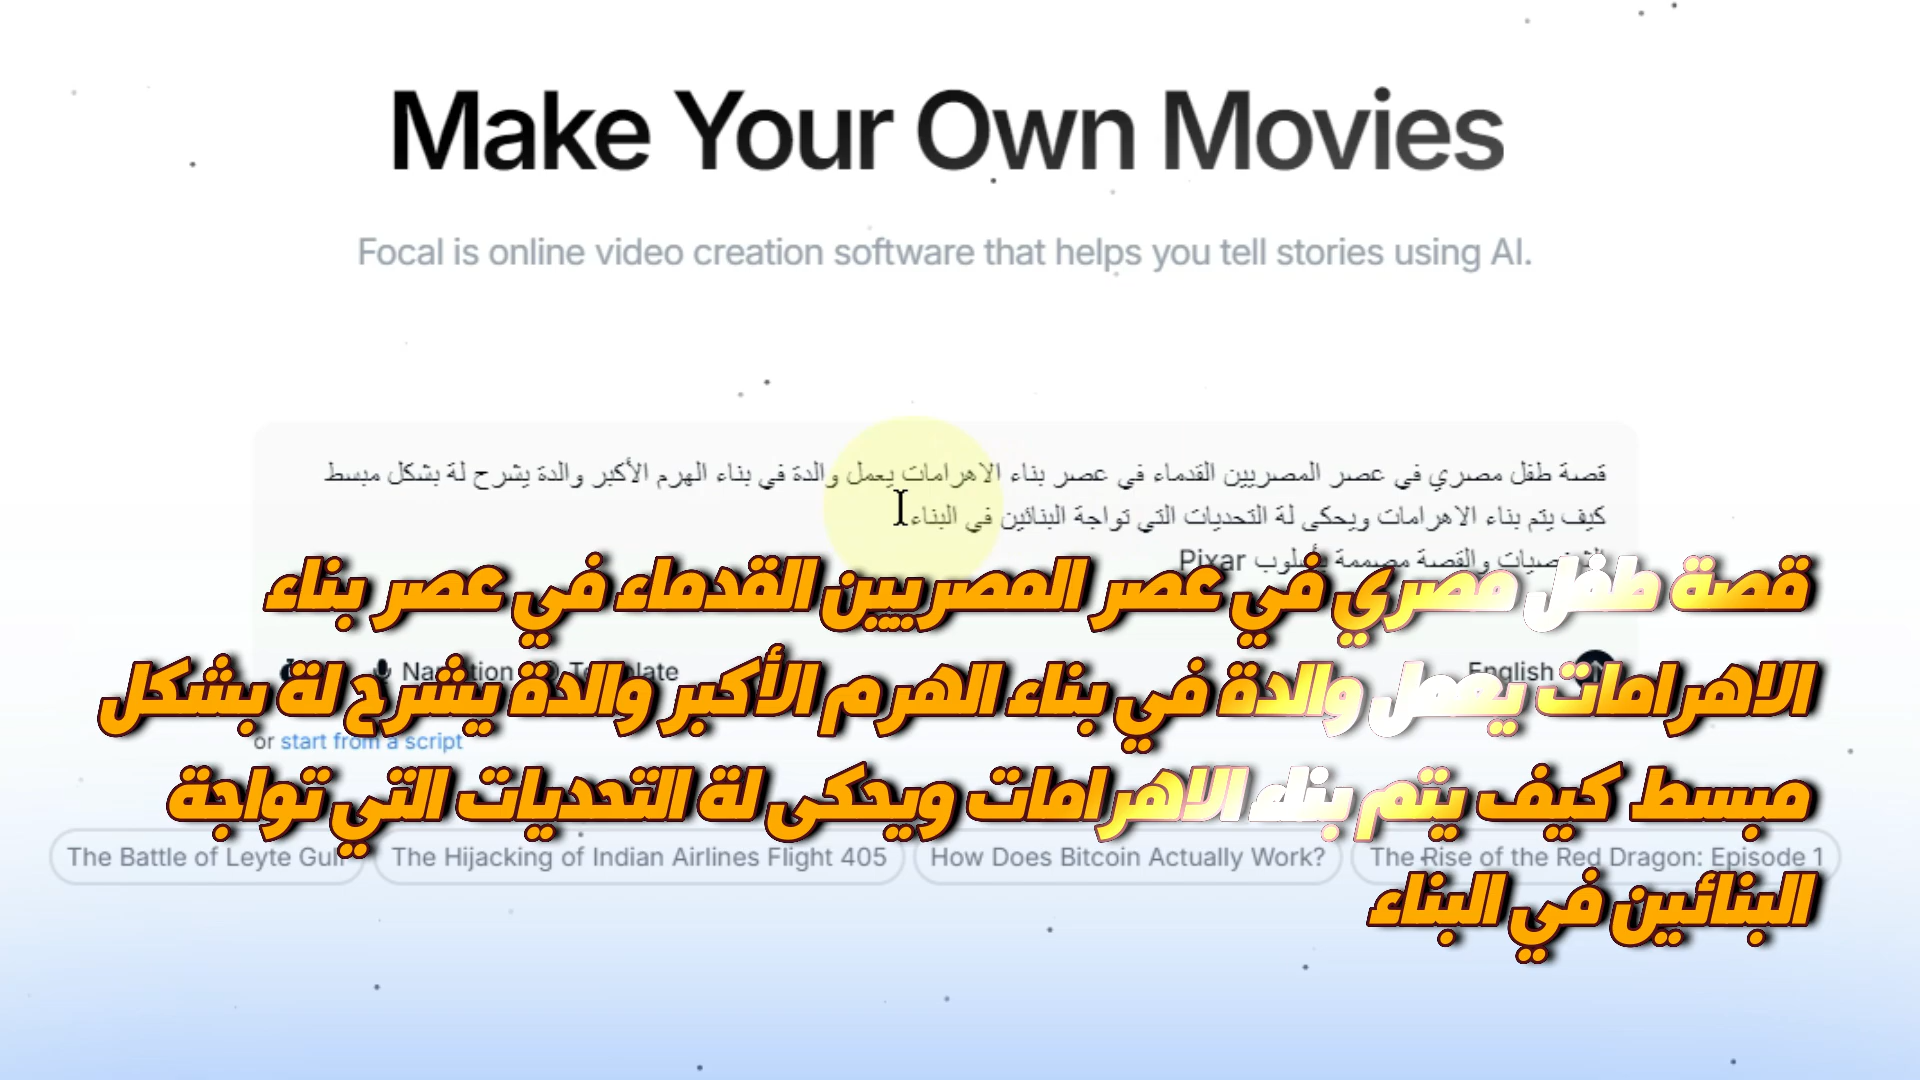 Make Your Own Movies
Focal is online video creation software that helps you tell stories using AI.
قصة طفل مصري في عصر المصريين القدماء في عصر بناء الاهرامات يعمل والدة في بناء الهرم الأكبر والدة يشرح لة بشكل مبسط
كيف يتم بناء الاهرامات ويحكى لة التحديات التي تواجة البنائين في البناء
والقصة مصممة بأسلوب Pixar
قصة طفل مصري في عصر المصريين القدماء في عصر بناء
الاهرامات يعمل والدة في بناء الهرم الأكبر والدة يشرح لة بشكل
مبسط كيف يتم بناء الاهرامات ويحكى لة التحديات التي تواجة
البنائين في البناء
Narration Template English
or start from a script
The Battle of Leyte Gulf
The Hijacking of Indian Airlines Flight 405
How Does Bitcoin Actually Work?
The Rise of the Red Dragon: Episode 1